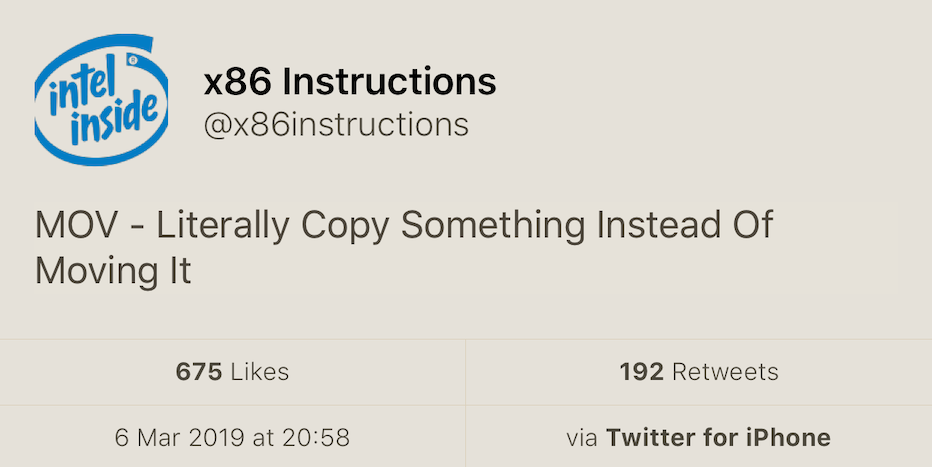 intel
inside
x86 Instructions
@x86instructions
MOV - Literally Copy Something Instead Of
Moving It
675 Likes
192 Retweets
6 Mar 2019 at 20:58
via Twitter for iPhone